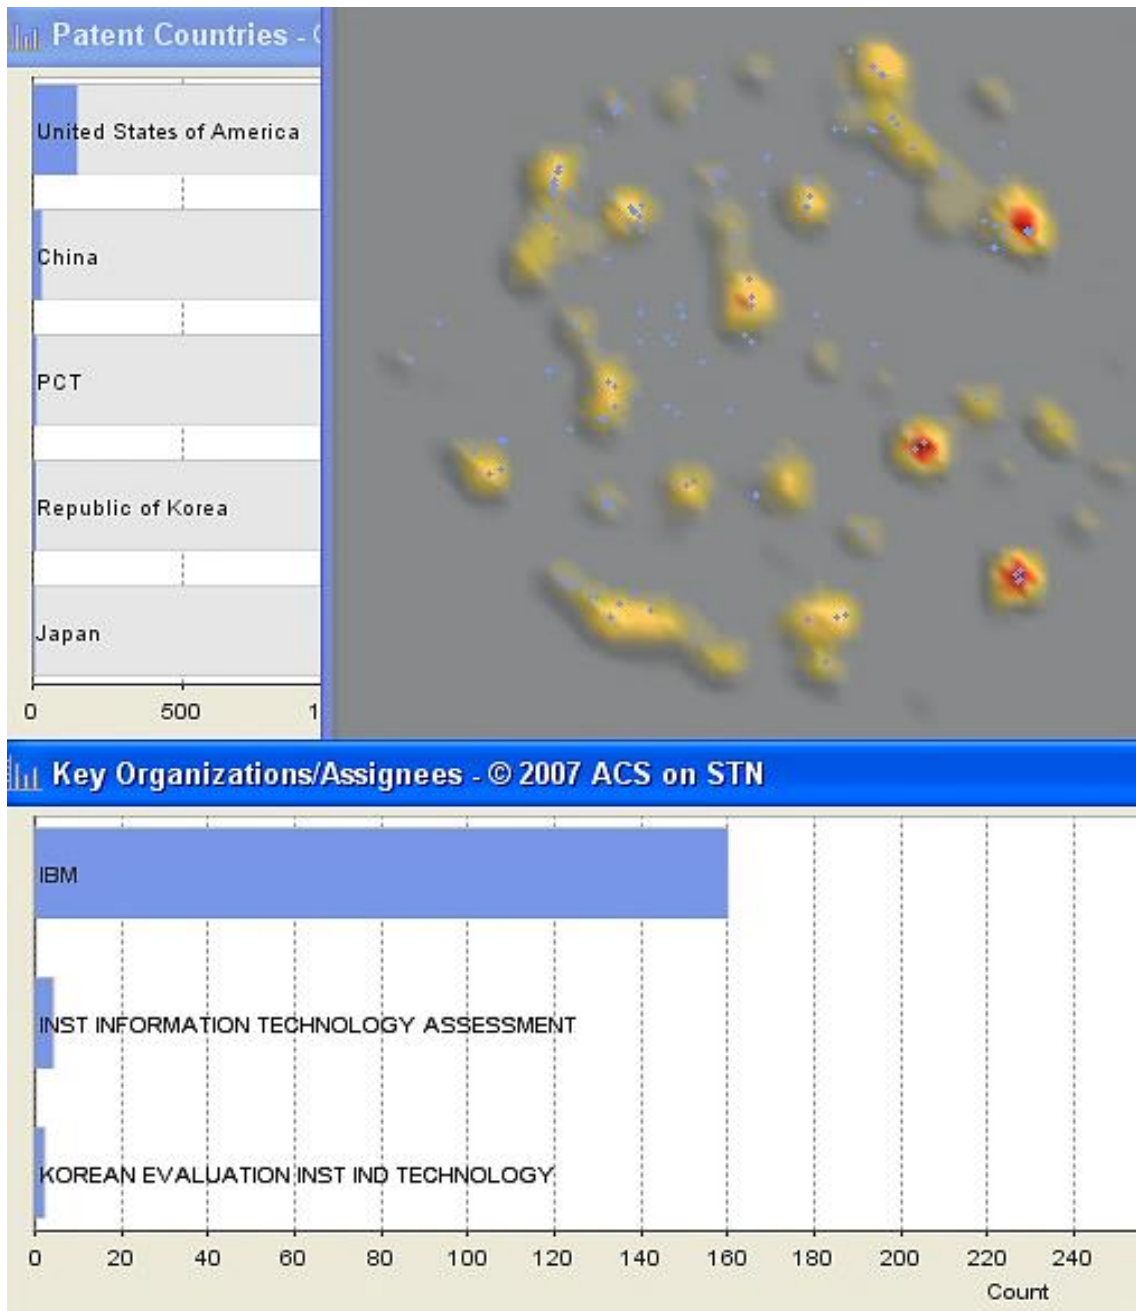 Patent Countries -
United States of America
China
PCT
Republic of Korea
Japan
0 500 1
Key Organizations/Assignees - © 2007 ACS on STN
IBM
INST INFORMATION TECHNOLOGY ASSESSMENT
KOREAN EVALUATION INST IND TECHNOLOGY
0 20 40 60 80 100 120 140 160 180 200 220 240
Count